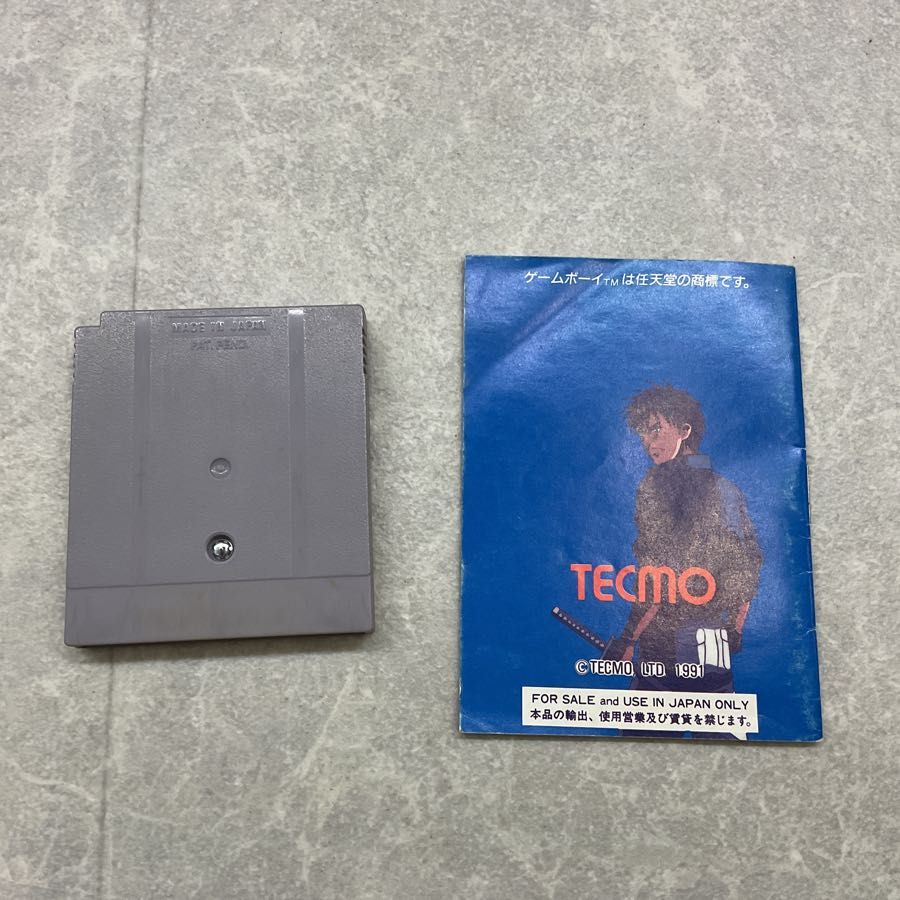 MADE IN JAPAN
PAT. PEND.
ゲームボーイTMは任天堂の商標です。
TECMO
© TECMO, LTD. 1991
FOR SALE and USE IN JAPAN ONLY
本品の輸出、使用営業及び賃貸を禁じます。